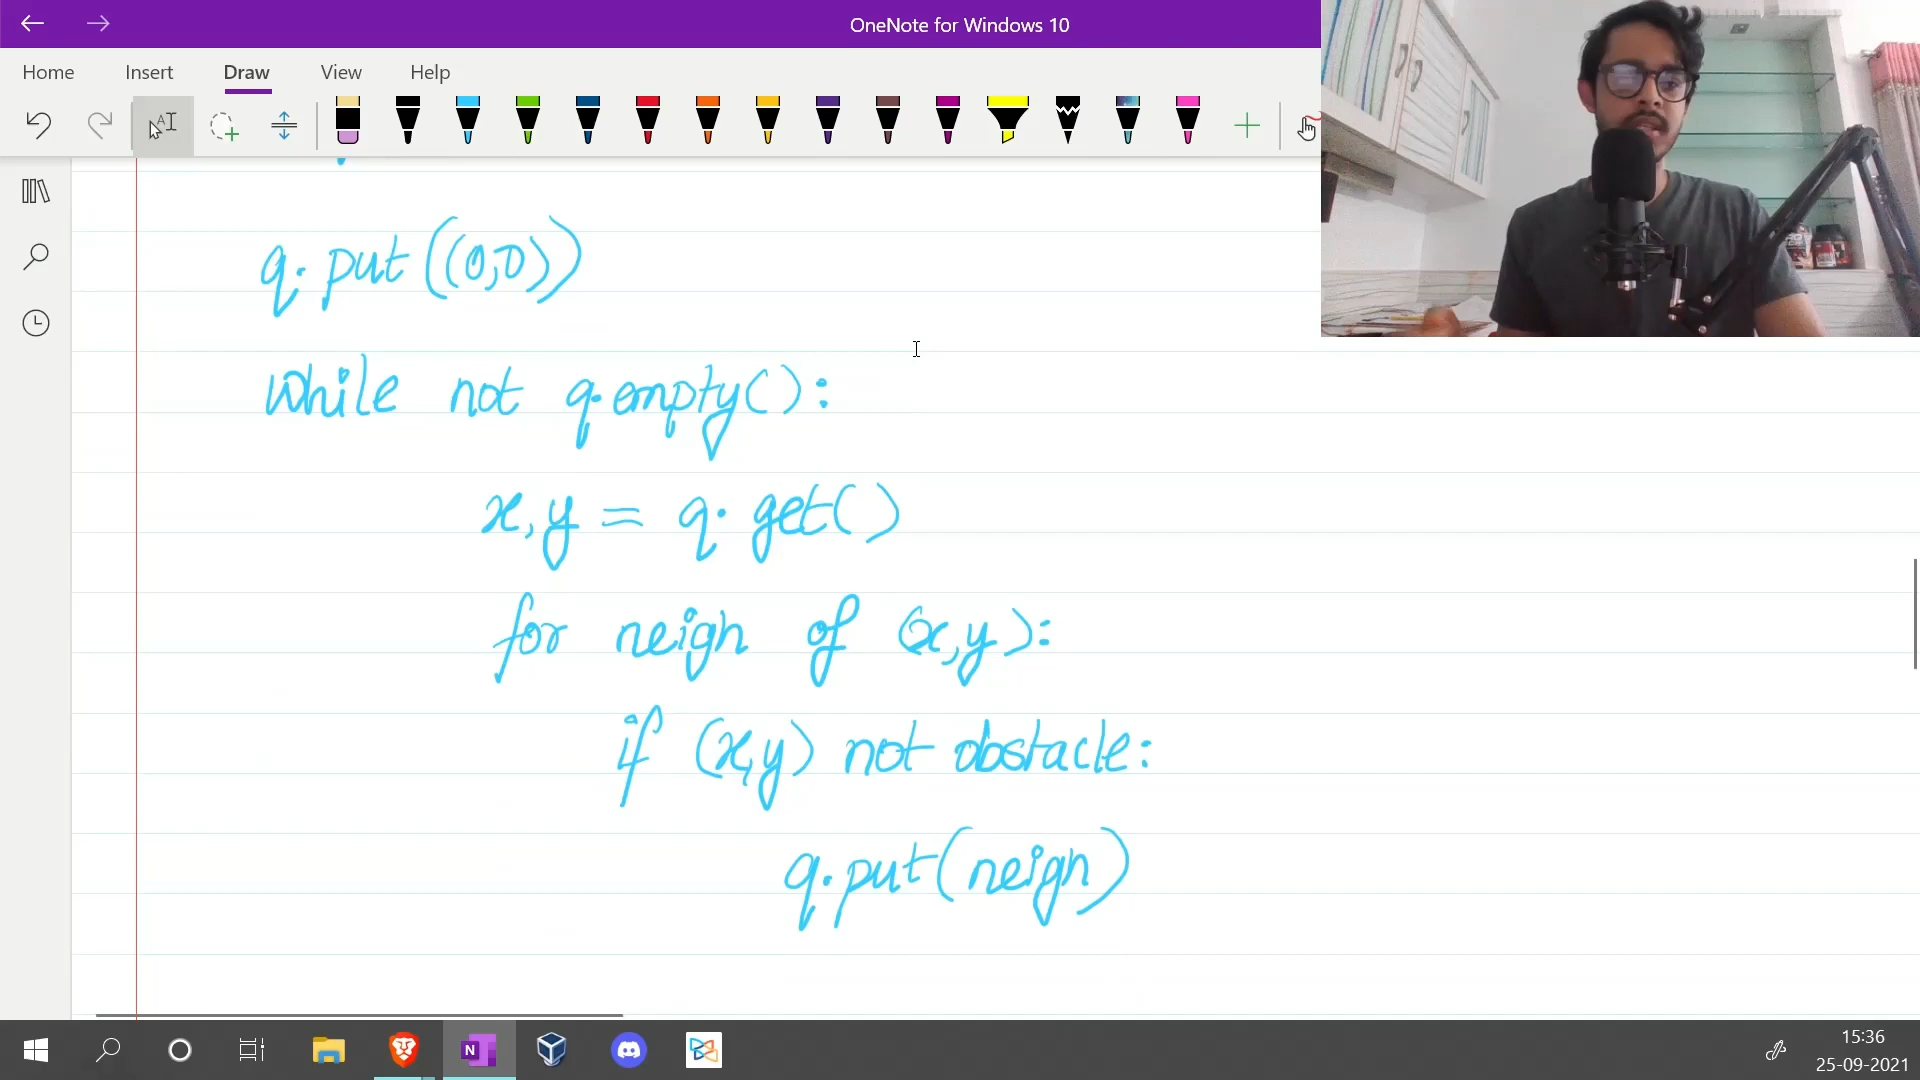 OneNote for Windows 10
Home Insert Draw View Help
q.put((0,0))
while not q.empty():
x,y = q.get()
for neigh of (x,y):
if (x,y) not obstacle:
q.put(neigh)
15:36
25-09-2021